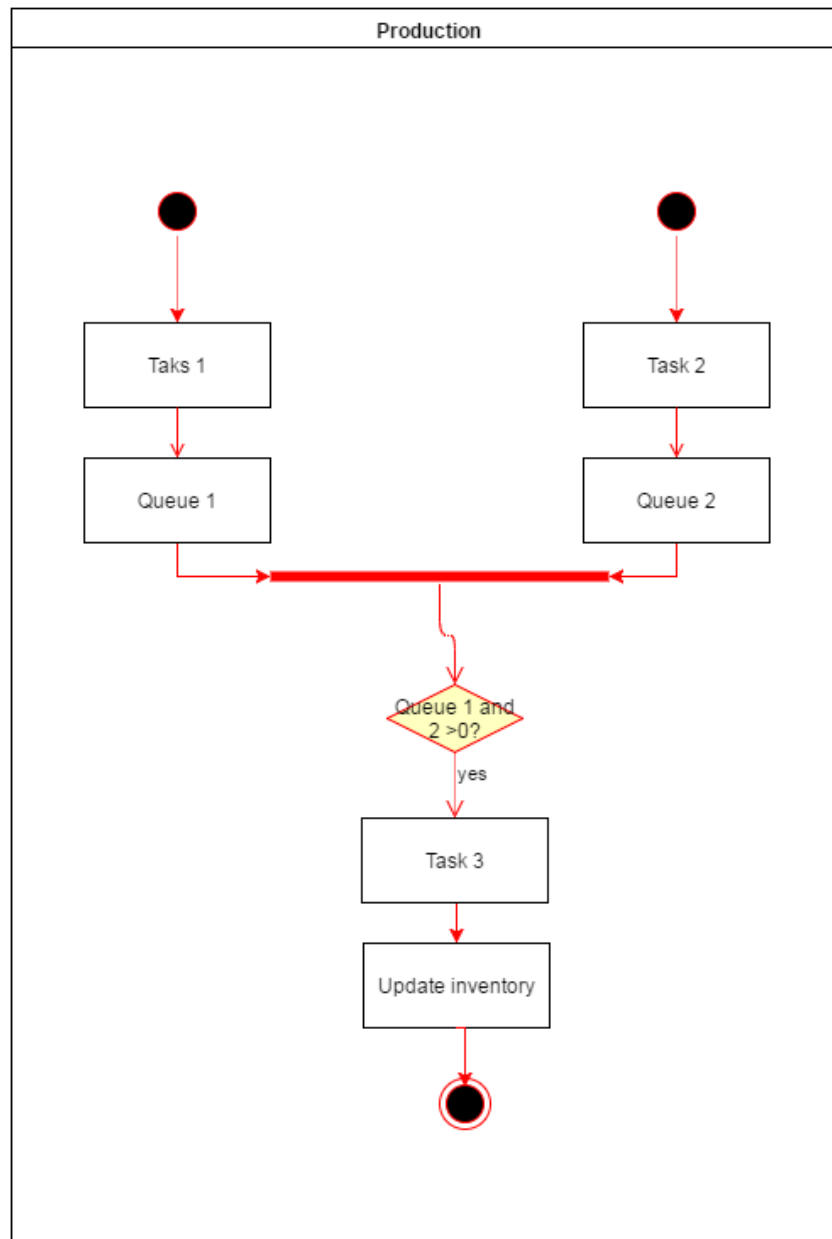 Production
Taks 1
Task 2
Queue 1
Queue 2
Queue 1 and
2 >0?
yes
Task 3
Update inventory